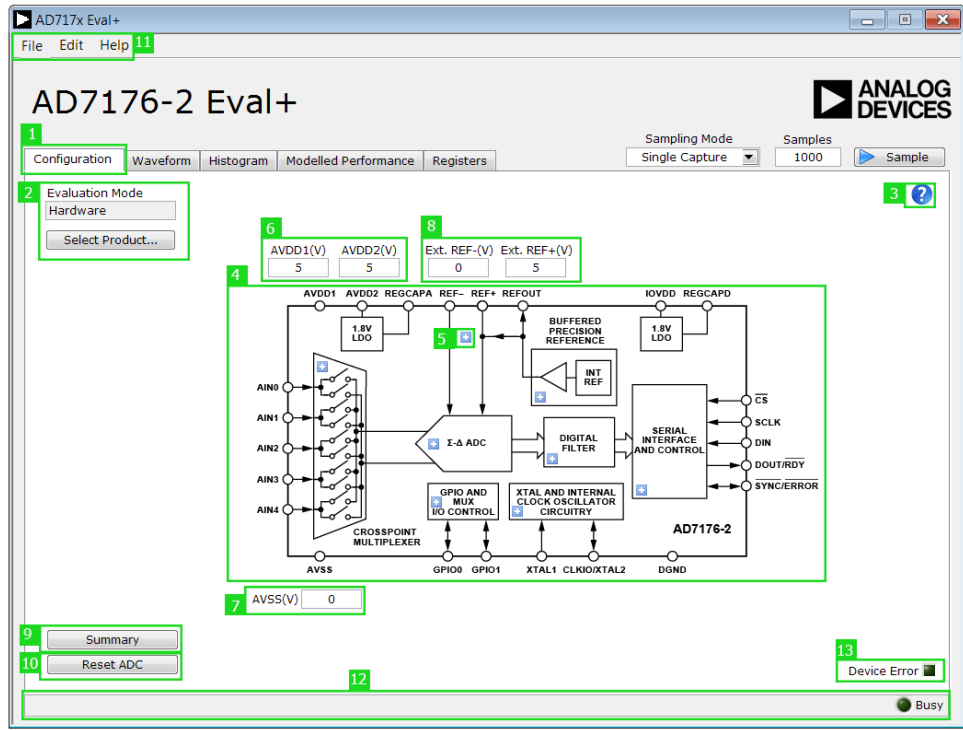 AD717x Eval+
File Edit Help 11
AD7176-2 Eval+
ANALOG
DEVICES
1
Sampling Mode Samples
Configuration Waveform Histogram Modelled Performance Registers Single Capture 1000 Sample
2 Evaluation Mode
Hardware
Select Product...
3 ?
6 8
AVDD1(V) AVDD2(V) Ext. REF-(V) Ext. REF+(V)
5 5 0 5
4
AVDD1 AVDD2 REGCAPA REF– REF+ REFOUT IOVDD REGCAPD
1.8V
LDO
5
BUFFERED
PRECISION
REFERENCE
1.8V
LDO
INT
REF
AIN0
AIN1
AIN2
AIN3
AIN4
Σ-Δ ADC
DIGITAL
FILTER
SERIAL
INTERFACE
AND CONTROL
CS
SCLK
DIN
DOUT/RDY
SYNC/ERROR
GPIO AND
MUX
I/O CONTROL
XTAL AND INTERNAL
CLOCK OSCILLATOR
CIRCUITRY
CROSSPOINT
MULTIPLEXER
AD7176-2
AVSS GPIO0 GPIO1 XTAL1 CLKIO/XTAL2 DGND
7 AVSS(V) 0
9 Summary
10 Reset ADC
13
Device Error
12
Busy